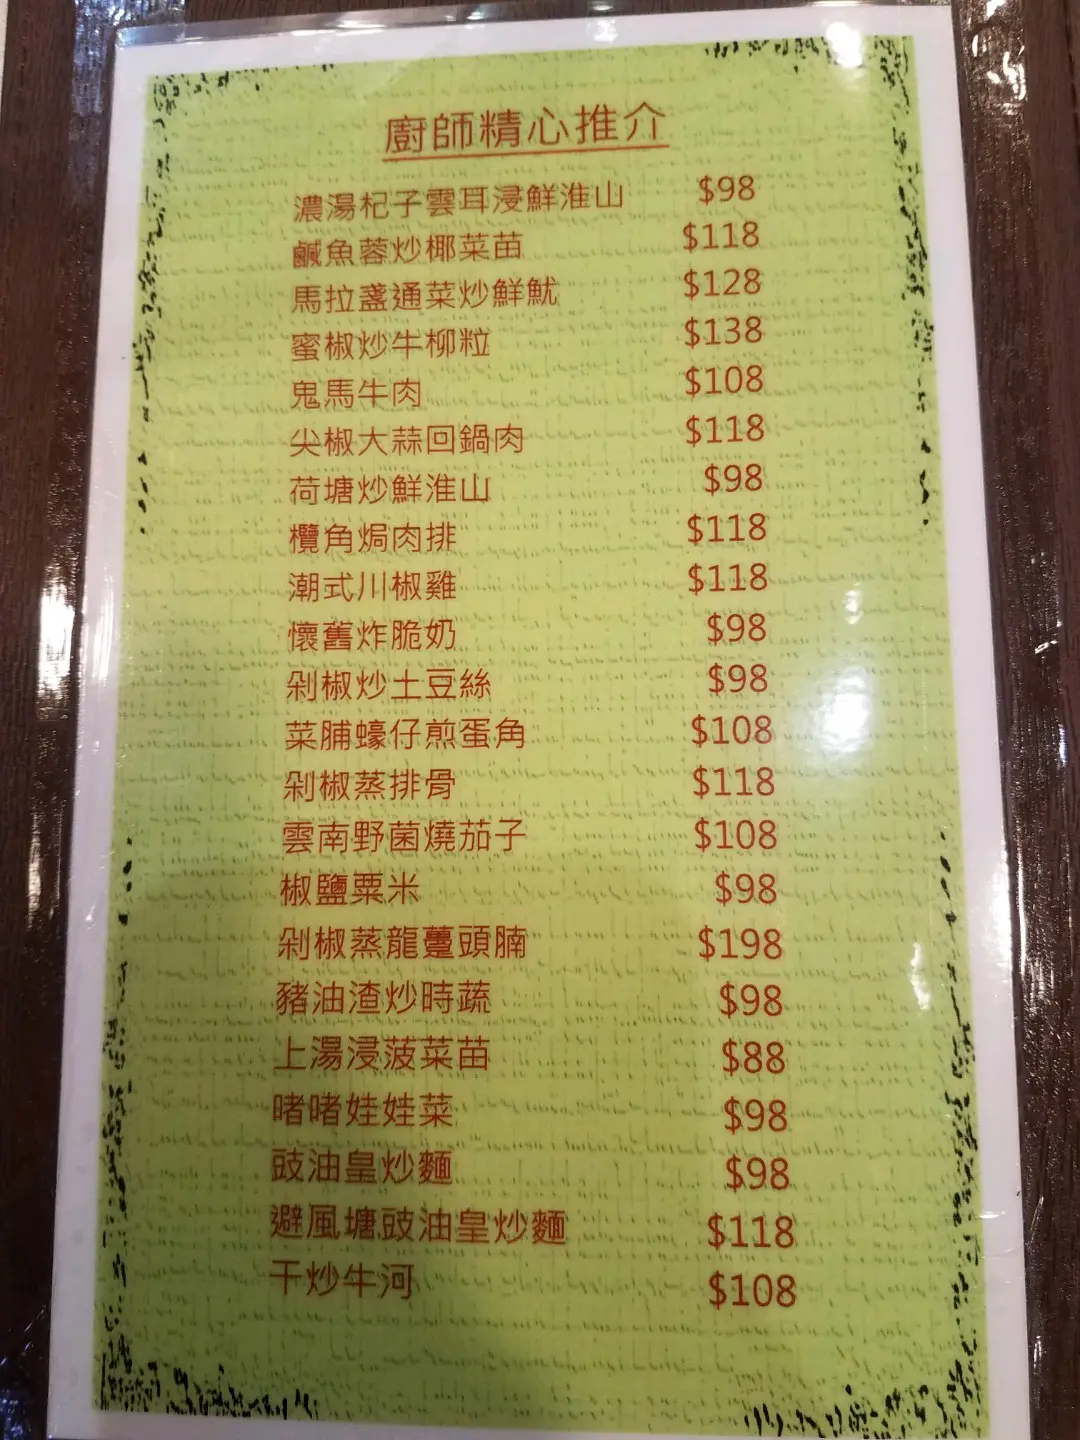 廚師精心推介
濃湯杞子雲耳浸鮮淮山 $98
鹹魚蓉炒椰菜苗 $118
馬拉盞通菜炒鮮魷 $128
蜜椒炒牛柳粒 $138
鬼馬牛肉 $108
尖椒大蒜回鍋肉 $118
荷塘炒鮮淮山 $98
欖角焗肉排 $118
潮式川椒雞 $118
懷舊炸脆奶 $98
剁椒炒土豆絲 $98
菜脯蠔仔煎蛋角 $108
剁椒蒸排骨 $118
雲南野菌燒茄子 $108
椒鹽粟米 $98
剁椒蒸龍躉頭腩 $198
豬油渣炒時蔬 $98
上湯浸菠菜苗 $88
啫啫娃娃菜 $98
豉油皇炒麵 $98
避風塘豉油皇炒麵 $118
干炒牛河 $108